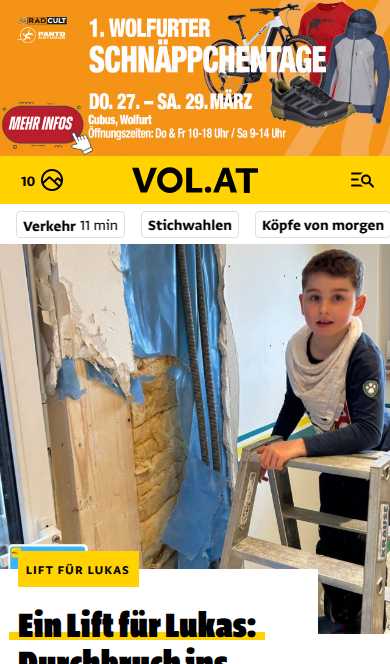 RADCULT
PANTO
1. WOLFURTER
SCHNÄPPCHENTAGE
DO. 27. – SA. 29. MÄRZ
Cubus, Wolfurt
Öffnungszeiten: Do & Fr 10-18 Uhr / Sa 9-14 Uhr
MEHR INFOS
10
VOL.AT
Verkehr 11 min
Stichwahlen
Köpfe von morgen
LIFT FÜR LUKAS
Ein Lift für Lukas:
Durchbruch ins